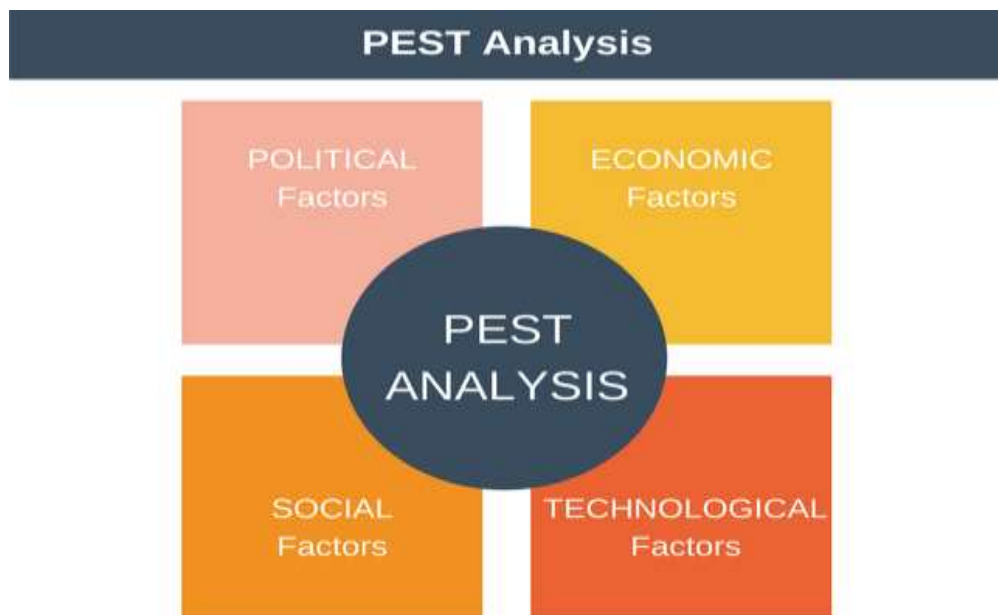 PEST Analysis
POLITICAL
Factors
ECONOMIC
Factors
PEST
ANALYSIS
SOCIAL
Factors
TECHNOLOGICAL
Factors